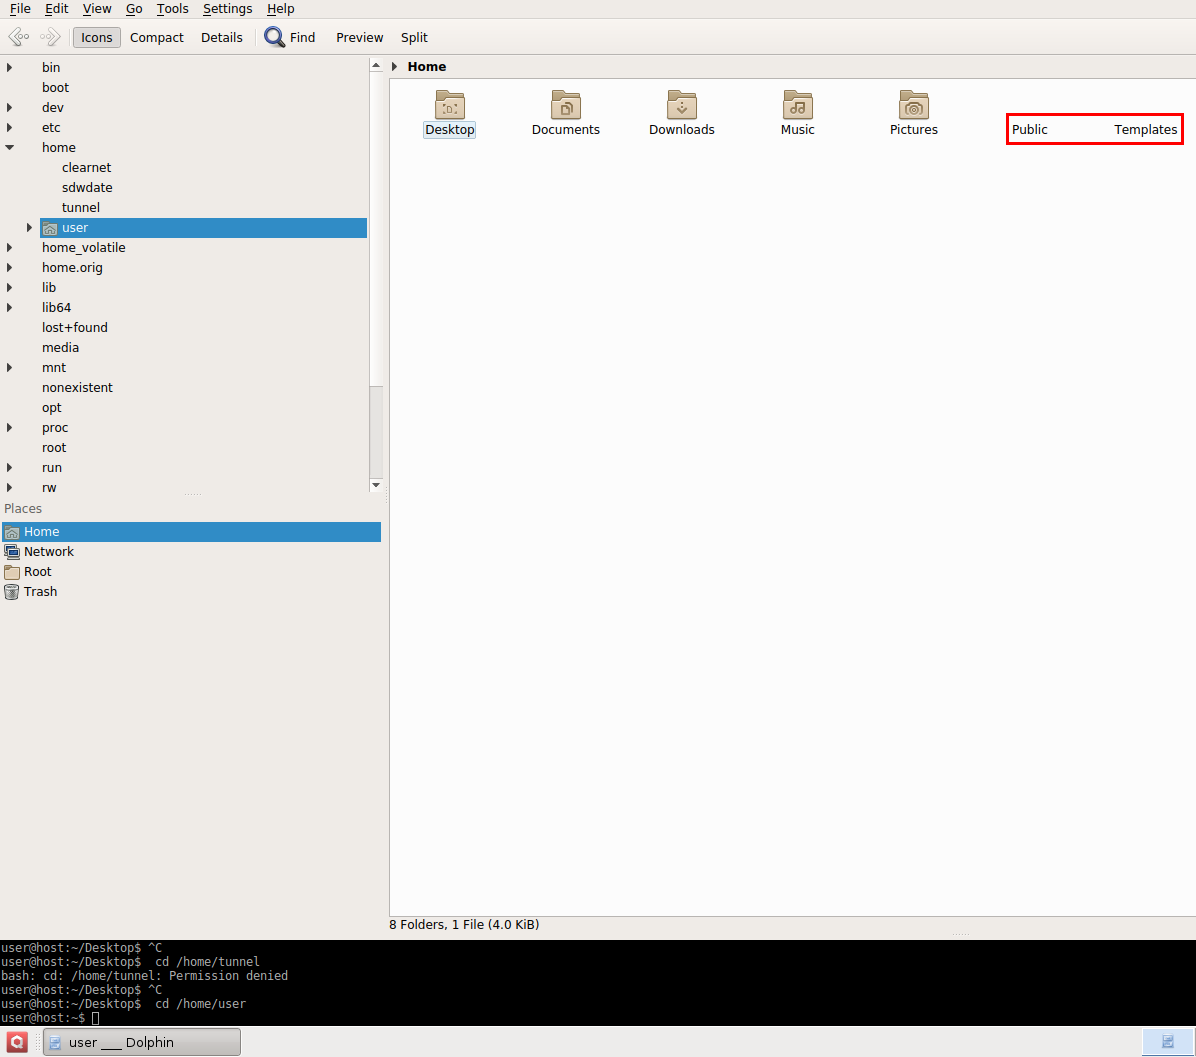 File Edit View Go Tools Settings Help
Icons Compact Details Find Preview Split
bin
boot
dev
etc
home
clearnet
sdwdate
tunnel
user
home_volatile
home.orig
lib
lib64
lost+found
media
mnt
nonexistent
opt
proc
root
run
rw
Places
Home
Network
Root
Trash
Home
Desktop Documents Downloads Music Pictures Public Templates
8 Folders, 1 File (4.0 KiB)
user@host:~/Desktop$ ^C
user@host:~/Desktop$  cd /home/tunnel
bash: cd: /home/tunnel: Permission denied
user@host:~/Desktop$ ^C
user@host:~/Desktop$  cd /home/user
user@host:~$
user ___ Dolphin